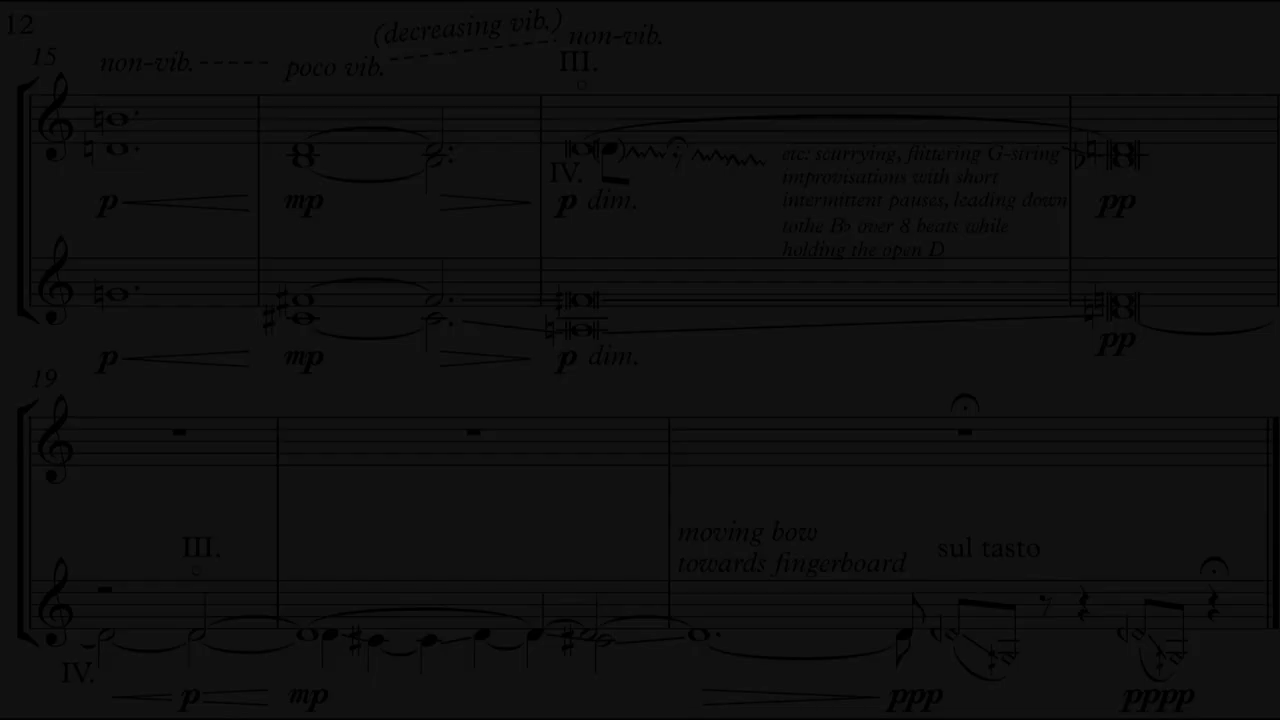 12
(decreasing vib.)
15
non-vib.
poco vib.
non-vib.
III.
IV.
etc: scurrying, flittering G-string
improvisations with short
intermittent pauses, leading down
tothe B♭ over 8 beats while
holding the open D
p
mp
p dim.
pp
p
mp
p dim.
pp
19
moving bow
towards fingerboard
sul tasto
III.
IV.
p
mp
ppp
pppp